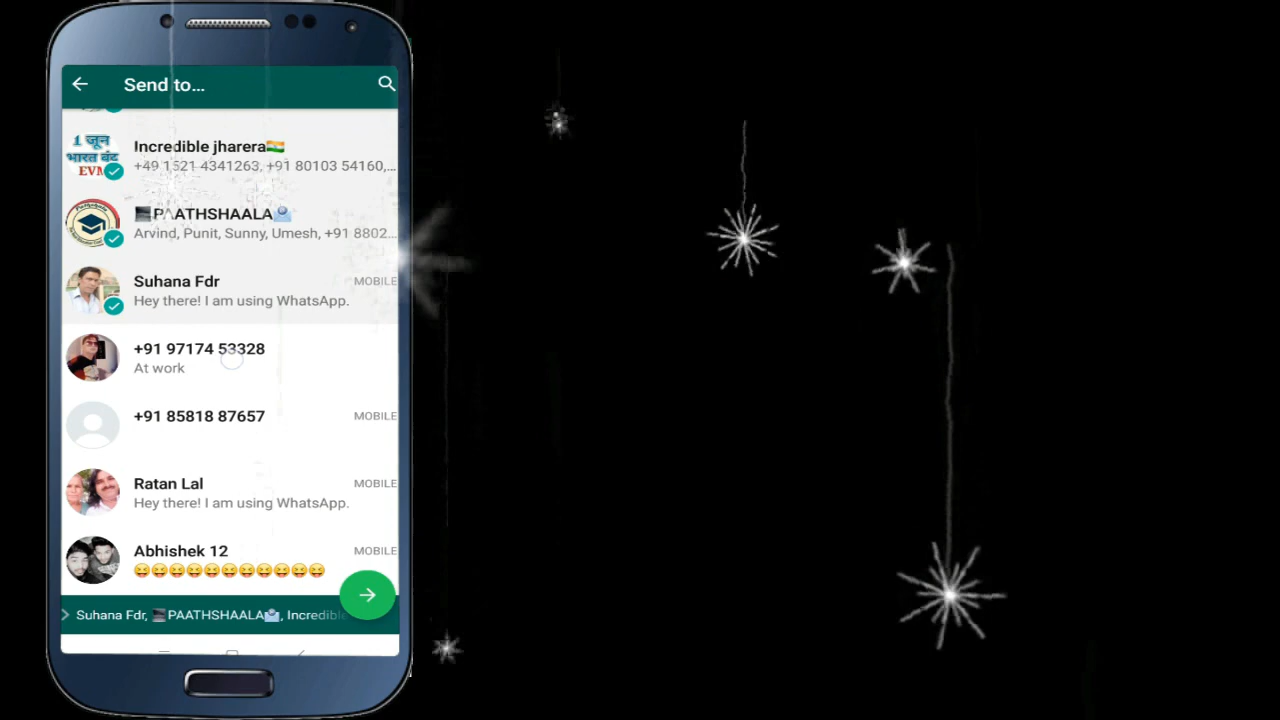 Send to...
1 जून
भारत बंद
EVM
Incredible jharera🇮🇳
+49 1521 4341263, +91 80103 54160,...
PAATHSHAALA
Arvind, Punit, Sunny, Umesh, +91 8802...
Suhana Fdr
MOBILE
Hey there! I am using WhatsApp.
+91 97174 53328
At work
+91 85818 87657
MOBILE
Ratan Lal
MOBILE
Hey there! I am using WhatsApp.
Abhishek 12
MOBILE
😝😝😝😝😝😝😝😝😝😝😝
Suhana Fdr, PAATHSHAALA, Incredible